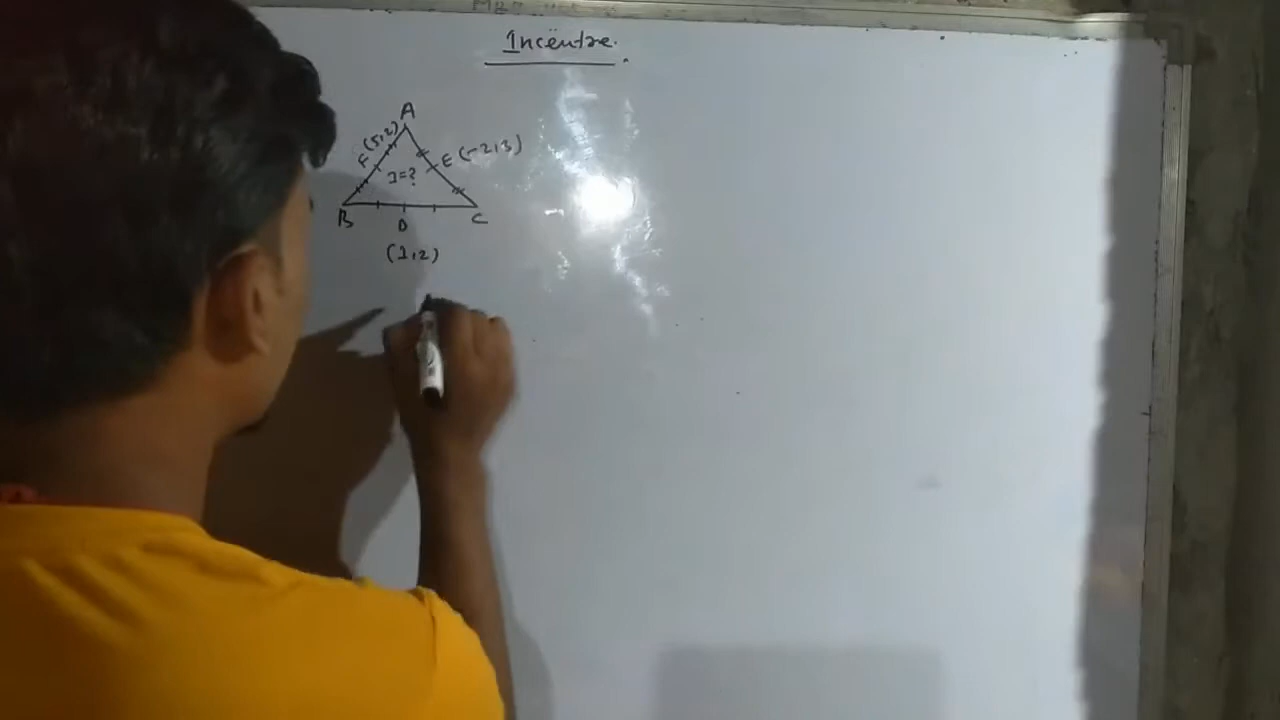 Incentre.
A
(5,2)
F
E (-2,3)
I=?
B
D
C
(1,2)